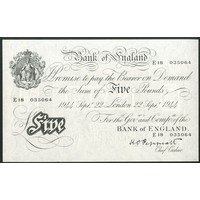 Bank of England
E18 035064
I Promise to pay the Bearer on Demand
the Sum of Five Pounds
1944 Sept 22 London 22 Sept 1944
For the Govr and Compa of the
Five
BANK OF ENGLAND.
E18 035064
Chief Cashier